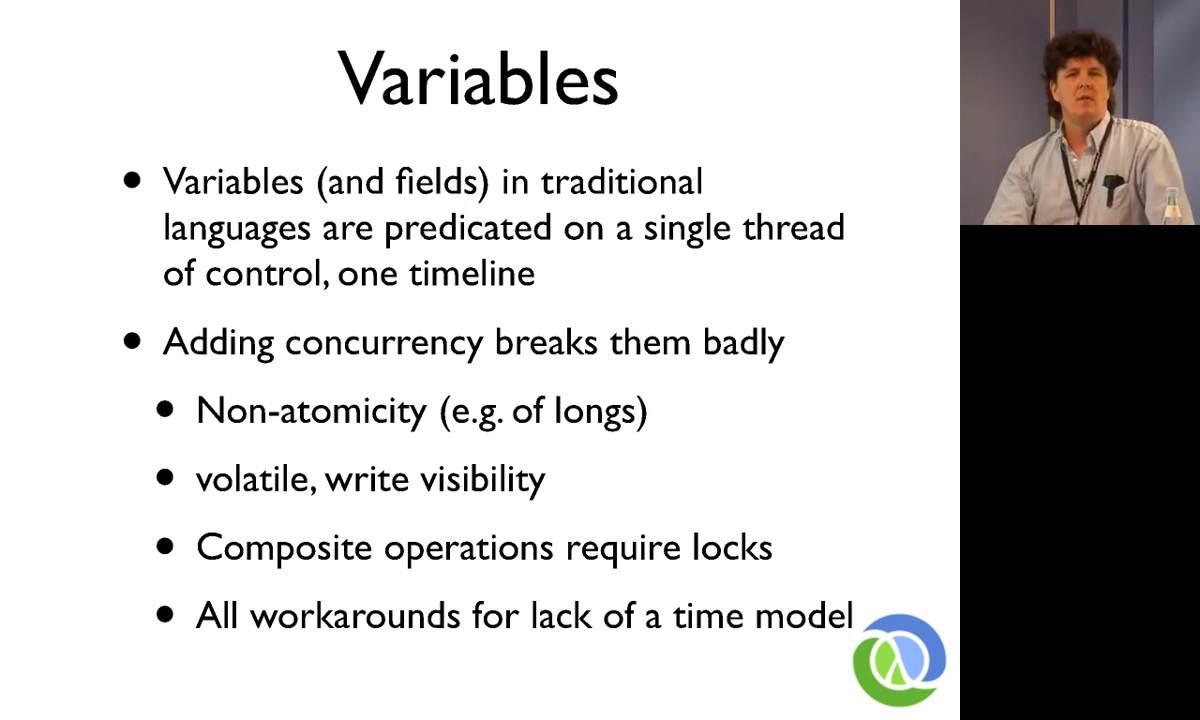 Variables
• Variables (and fields) in traditional
languages are predicated on a single thread
of control, one timeline
• Adding concurrency breaks them badly
• Non-atomicity (e.g. of longs)
• volatile, write visibility
• Composite operations require locks
• All workarounds for lack of a time model